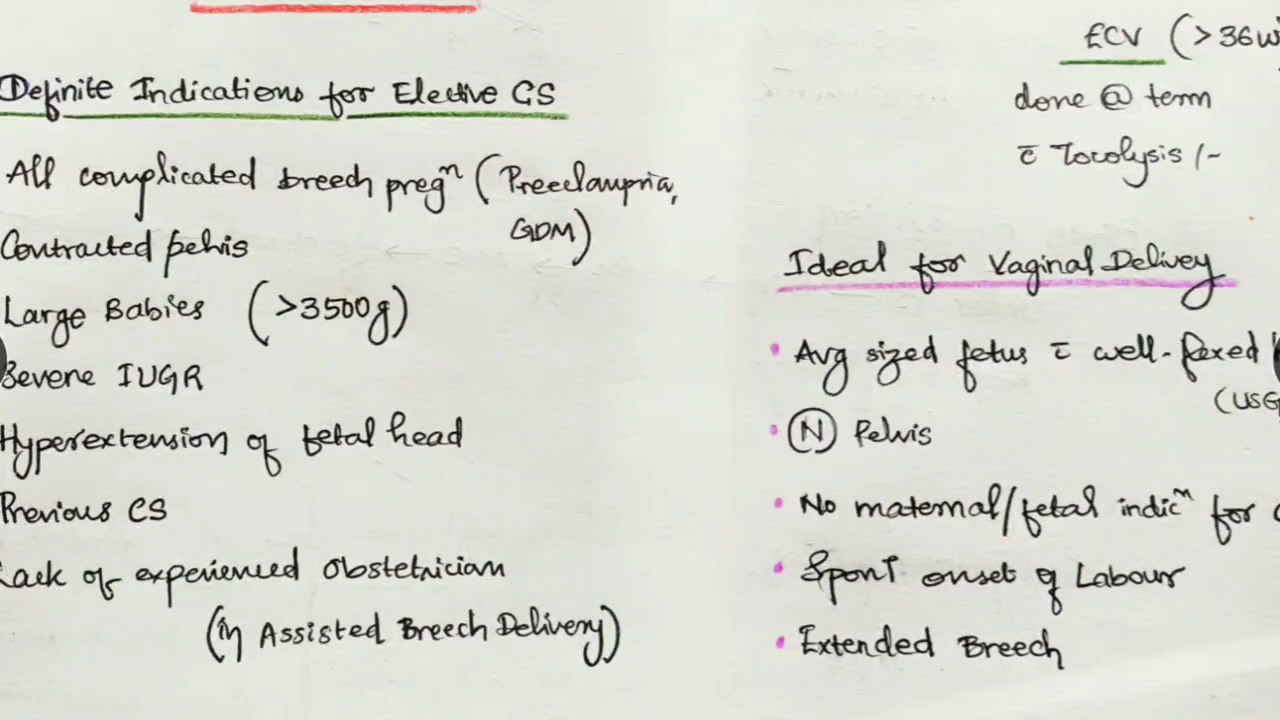 Definite Indications for Elective CS
All complicated breech pregⁿ (Preeclampsia,
GDM)
Contracted pelvis
Large Babies (>3500g)
Severe IUGR
Hyperextension of fetal head
Previous CS
Lack of experienced Obstetrician
(in Assisted Breech Delivery)
ECV (>36w
done @ term
c̄ Tocolysis /-
Ideal for Vaginal Delivey
• Avg sized fetus c̄ well-flexed
(USG
• Ⓝ Pelvis
• No maternal/fetal indicⁿ for
• Spont onset of Labour
• Extended Breech